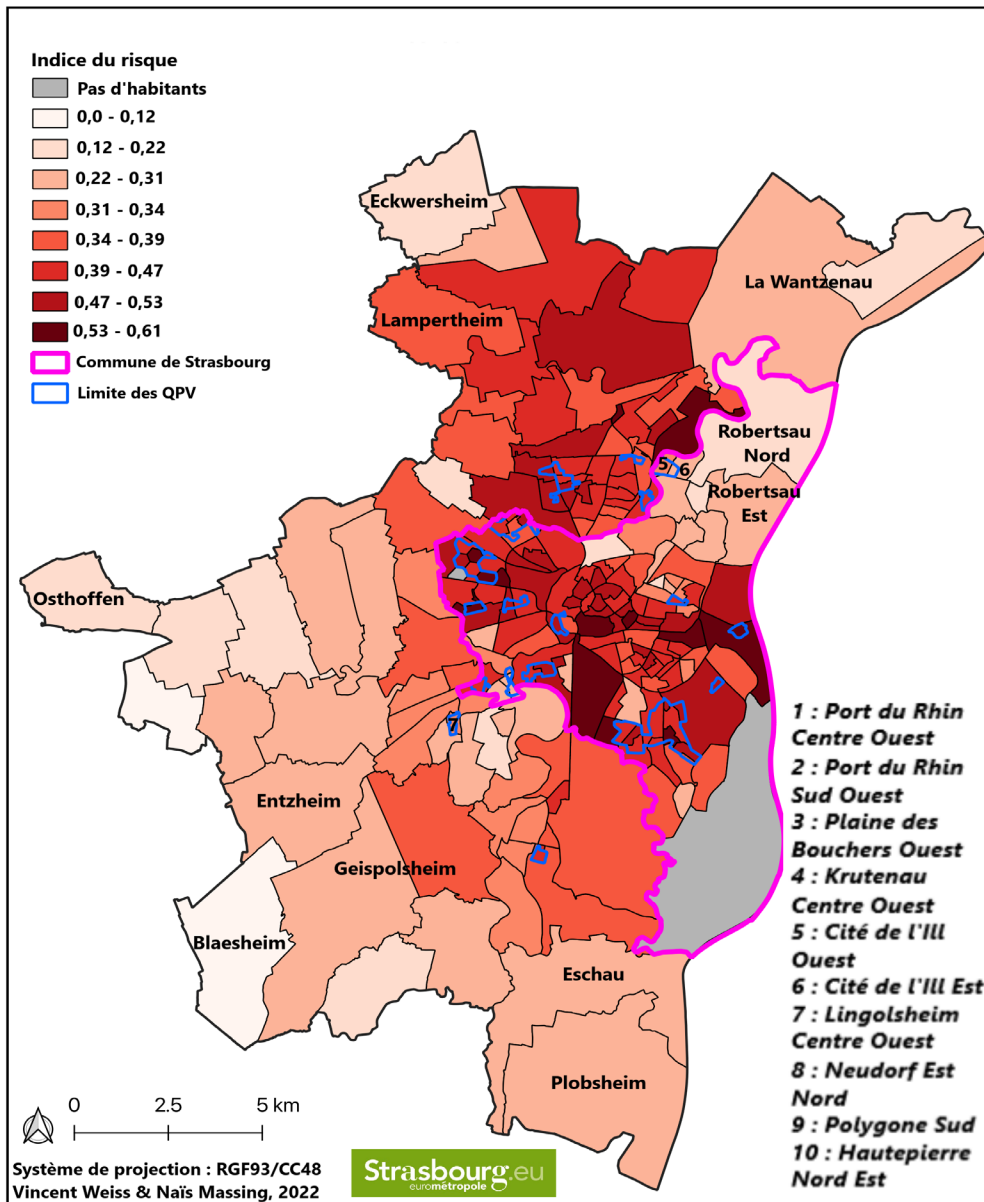 Indice du risque
Pas d'habitants
0,0 - 0,12
0,12 - 0,22
0,22 - 0,31
0,31 - 0,34
0,34 - 0,39
0,39 - 0,47
0,47 - 0,53
0,53 - 0,61
Commune de Strasbourg
Limite des QPV
Eckwersheim
La Wantzenau
Lampertheim
Robertsau
Nord
5 6
Robertsau
Est
Osthoffen
7
Entzheim
Geispolsheim
Blaesheim
Eschau
Plobsheim
1 : Port du Rhin
Centre Ouest
2 : Port du Rhin
Sud Ouest
3 : Plaine des
Bouchers Ouest
4 : Krutenau
Centre Ouest
5 : Cité de l'Ill
Ouest
6 : Cité de l'Ill Est
7 : Lingolsheim
Centre Ouest
8 : Neudorf Est
Nord
9 : Polygone Sud
10 : Hautepierre
Nord Est
0 2.5 5 km
Système de projection : RGF93/CC48
Vincent Weiss & Naïs Massing, 2022
Strasbourg.eu
eurométropole